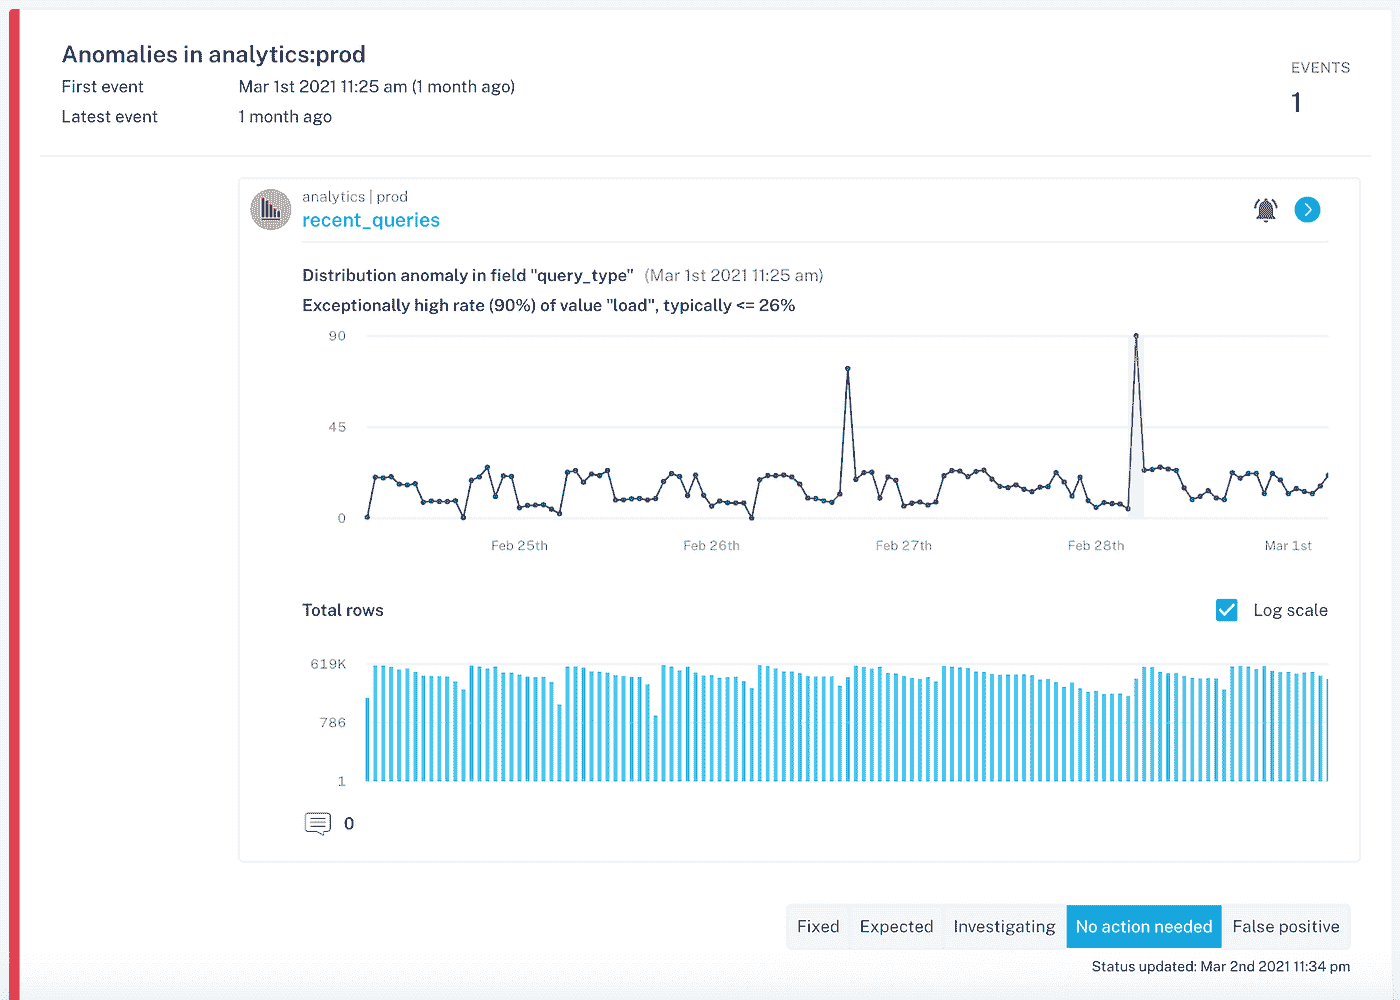 Anomalies in analytics:prod
First event Mar 1st 2021 11:25 am (1 month ago)
Latest event 1 month ago
EVENTS
1
analytics | prod
recent_queries
Distribution anomaly in field "query_type" (Mar 1st 2021 11:25 am)
Exceptionally high rate (90%) of value "load", typically <= 26%
90
45
0
Feb 25th Feb 26th Feb 27th Feb 28th Mar 1st
Total rows
Log scale
619K
786
1
0
Fixed Expected Investigating No action needed False positive
Status updated: Mar 2nd 2021 11:34 pm